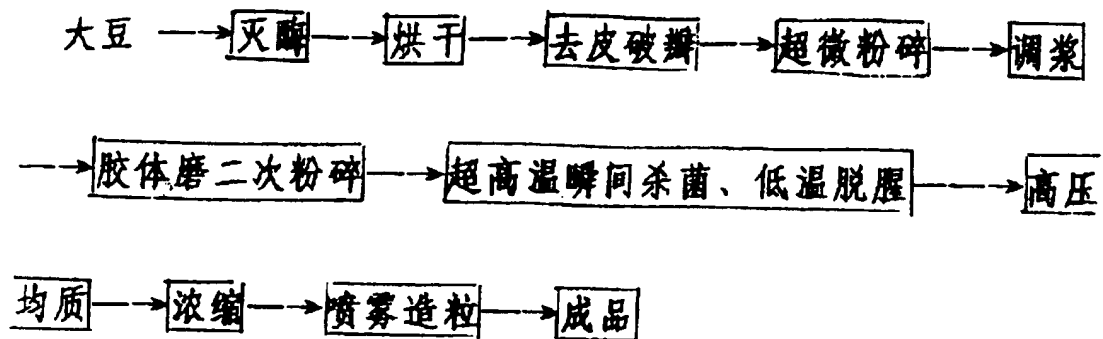 大豆 → 灭酶 → 烘干 → 去皮破瓣 → 超微粉碎 → 调浆
→ 胶体磨二次粉碎 → 超高温瞬间杀菌、低温脱腥 → 高压
均质 → 浓缩 → 喷雾造粒 → 成品